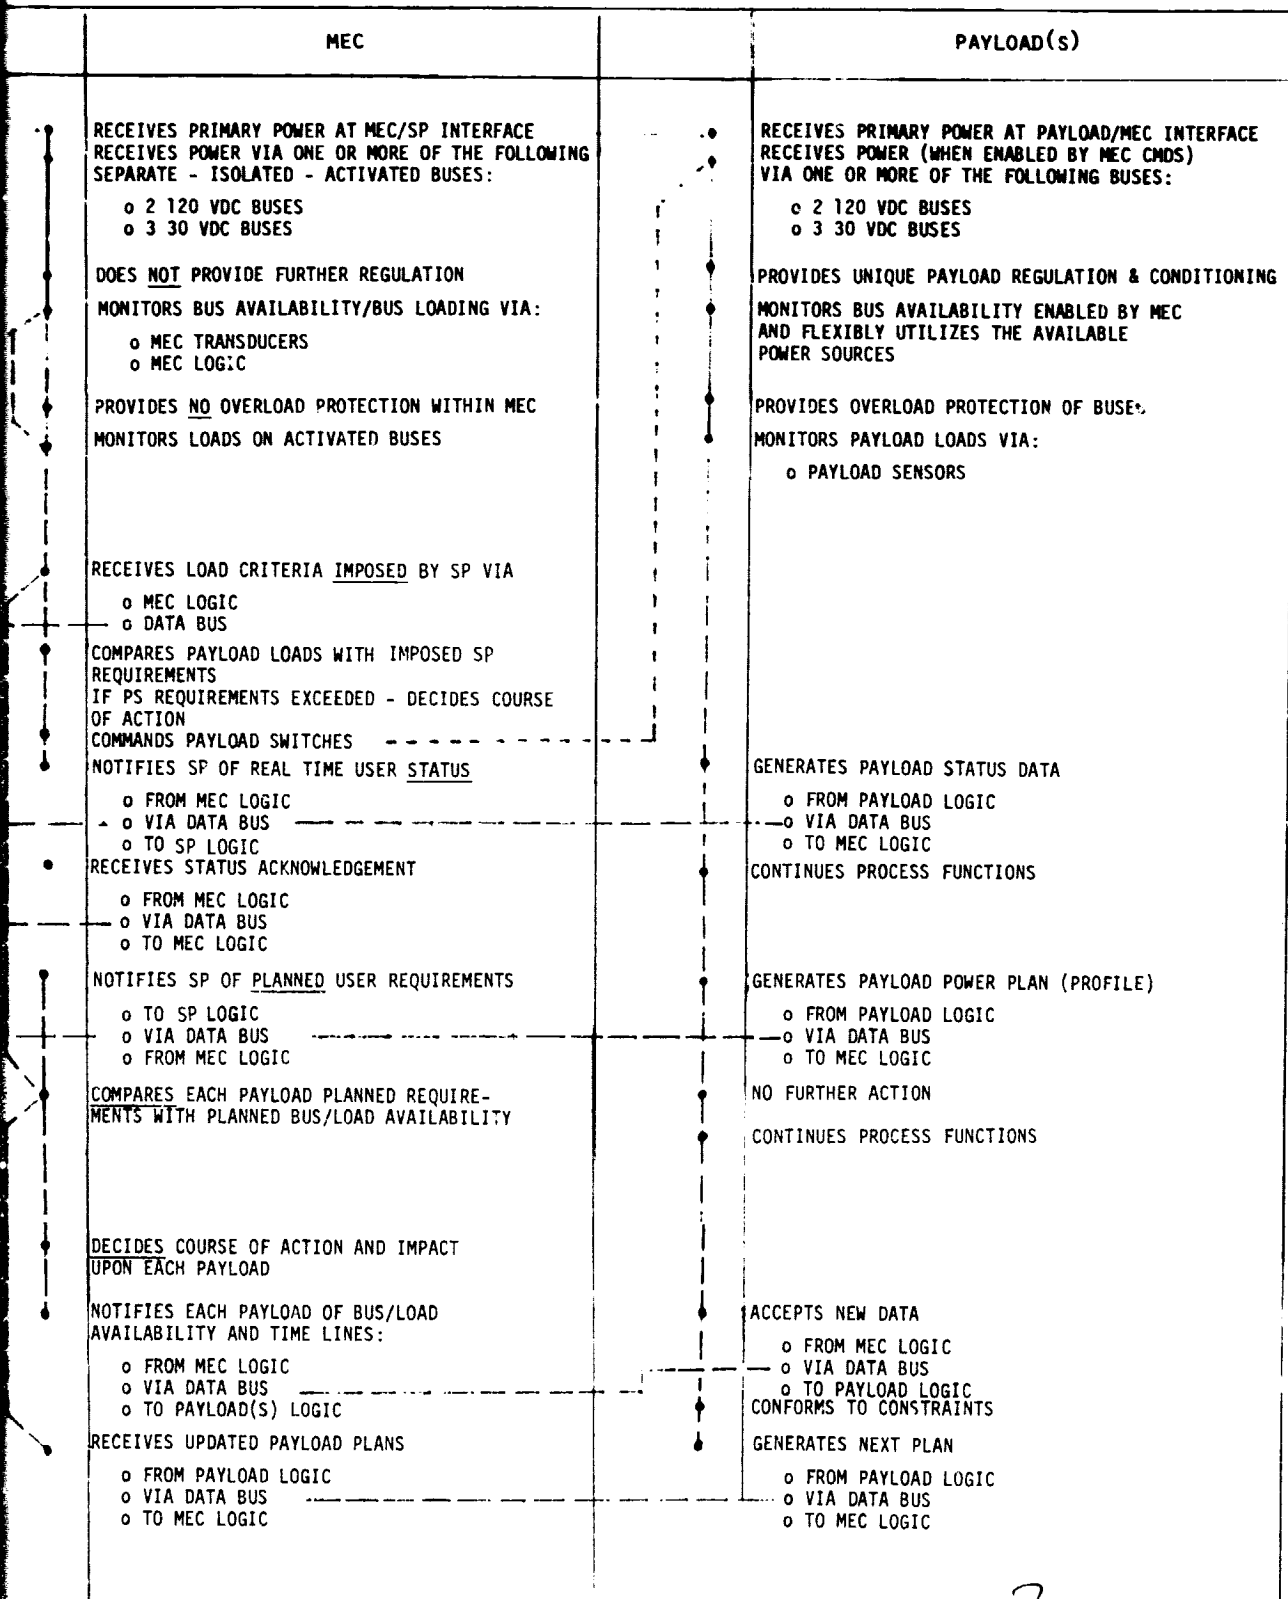 MEC
RECEIVES PRIMARY POWER AT MEC/SP INTERFACE
RECEIVES POWER VIA ONE OR MORE OF THE FOLLOWING
SEPARATE - ISOLATED - ACTIVATED BUSES:
o 2 120 VDC BUSES
o 3 30 VDC BUSES
DOES NOT PROVIDE FURTHER REGULATION
MONITORS BUS AVAILABILITY/BUS LOADING VIA:
o MEC TRANSDUCERS
o MEC LOGIC
PROVIDES NO OVERLOAD PROTECTION WITHIN MEC
MONITORS LOADS ON ACTIVATED BUSES
RECEIVES LOAD CRITERIA IMPOSED BY SP VIA
o MEC LOGIC
o DATA BUS
COMPARES PAYLOAD LOADS WITH IMPOSED SP
REQUIREMENTS
IF PS REQUIREMENTS EXCEEDED - DECIDES COURSE
OF ACTION
COMMANDS PAYLOAD SWITCHES
NOTIFIES SP OF REAL TIME USER STATUS
o FROM MEC LOGIC
o VIA DATA BUS
o TO SP LOGIC
RECEIVES STATUS ACKNOWLEDGEMENT
o FROM MEC LOGIC
o VIA DATA BUS
o TO MEC LOGIC
NOTIFIES SP OF PLANNED USER REQUIREMENTS
o TO SP LOGIC
o VIA DATA BUS
o FROM MEC LOGIC
COMPARES EACH PAYLOAD PLANNED REQUIRE-
MENTS WITH PLANNED BUS/LOAD AVAILABILITY
DECIDES COURSE OF ACTION AND IMPACT
UPON EACH PAYLOAD
NOTIFIES EACH PAYLOAD OF BUS/LOAD
AVAILABILITY AND TIME LINES:
o FROM MEC LOGIC
o VIA DATA BUS
o TO PAYLOAD(S) LOGIC
RECEIVES UPDATED PAYLOAD PLANS
o FROM PAYLOAD LOGIC
o VIA DATA BUS
o TO MEC LOGIC
PAYLOAD(S)
RECEIVES PRIMARY POWER AT PAYLOAD/MEC INTERFACE
RECEIVES POWER (WHEN ENABLED BY MEC CMDS)
VIA ONE OR MORE OF THE FOLLOWING BUSES:
o 2 120 VDC BUSES
o 3 30 VDC BUSES
PROVIDES UNIQUE PAYLOAD REGULATION & CONDITIONING
MONITORS BUS AVAILABILITY ENABLED BY MEC
AND FLEXIBLY UTILIZES THE AVAILABLE
POWER SOURCES
PROVIDES OVERLOAD PROTECTION OF BUSES
MONITORS PAYLOAD LOADS VIA:
o PAYLOAD SENSORS
GENERATES PAYLOAD STATUS DATA
o FROM PAYLOAD LOGIC
o VIA DATA BUS
o TO MEC LOGIC
CONTINUES PROCESS FUNCTIONS
GENERATES PAYLOAD POWER PLAN (PROFILE)
o FROM PAYLOAD LOGIC
o VIA DATA BUS
o TO MEC LOGIC
NO FURTHER ACTION
CONTINUES PROCESS FUNCTIONS
ACCEPTS NEW DATA
o FROM MEC LOGIC
o VIA DATA BUS
o TO PAYLOAD LOGIC
CONFORMS TO CONSTRAINTS
GENERATES NEXT PLAN
o FROM PAYLOAD LOGIC
o VIA DATA BUS
o TO MEC LOGIC